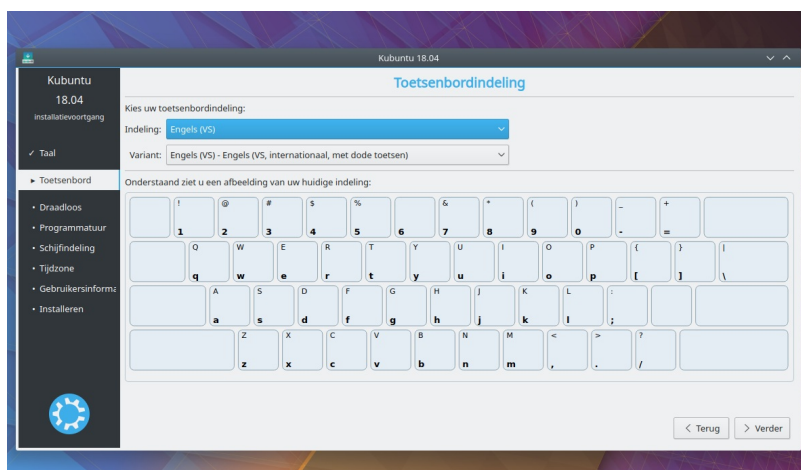 Kubuntu 18.04
Kubuntu
18.04
installatievoortgang
✓ Taal
▸ Toetsenbord
• Draadloos
• Programmatuur
• Schijfindeling
• Tijdzone
• Gebruikersinforma
• Installeren
Toetsenbordindeling
Kies uw toetsenbordindeling:
Indeling: Engels (VS)
Variant: Engels (VS) - Engels (VS, internationaal, met dode toetsen)
Onderstaand ziet u een afbeelding van uw huidige indeling:
! @ # $ % & * ( ) _ +
1 2 3 4 5 6 7 8 9 0 - =
Q W E R T Y U I O P { } |
q w e r t y u i o p [ ] \
A S D F G H J K L :
a s d f g h j k l ;
Z X C V B N M < > ?
z x c v b n m , . /
< Terug > Verder